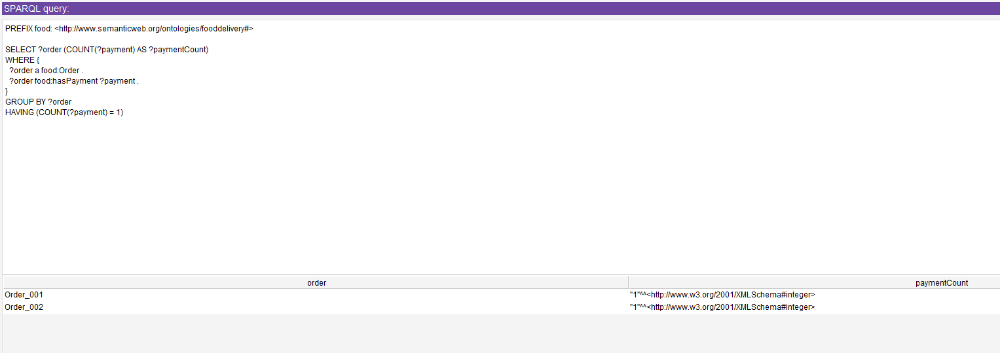 SPARQL query:
PREFIX food: <http://www.semanticweb.org/ontologies/fooddelivery#>
SELECT ?order (COUNT(?payment) AS ?paymentCount)
WHERE {
?order a food:Order .
?order food:hasPayment ?payment .
}
GROUP BY ?order
HAVING (COUNT(?payment) = 1)
order paymentCount
Order_001 "1"^^<http://www.w3.org/2001/XMLSchema#integer>
Order_002 "1"^^<http://www.w3.org/2001/XMLSchema#integer>